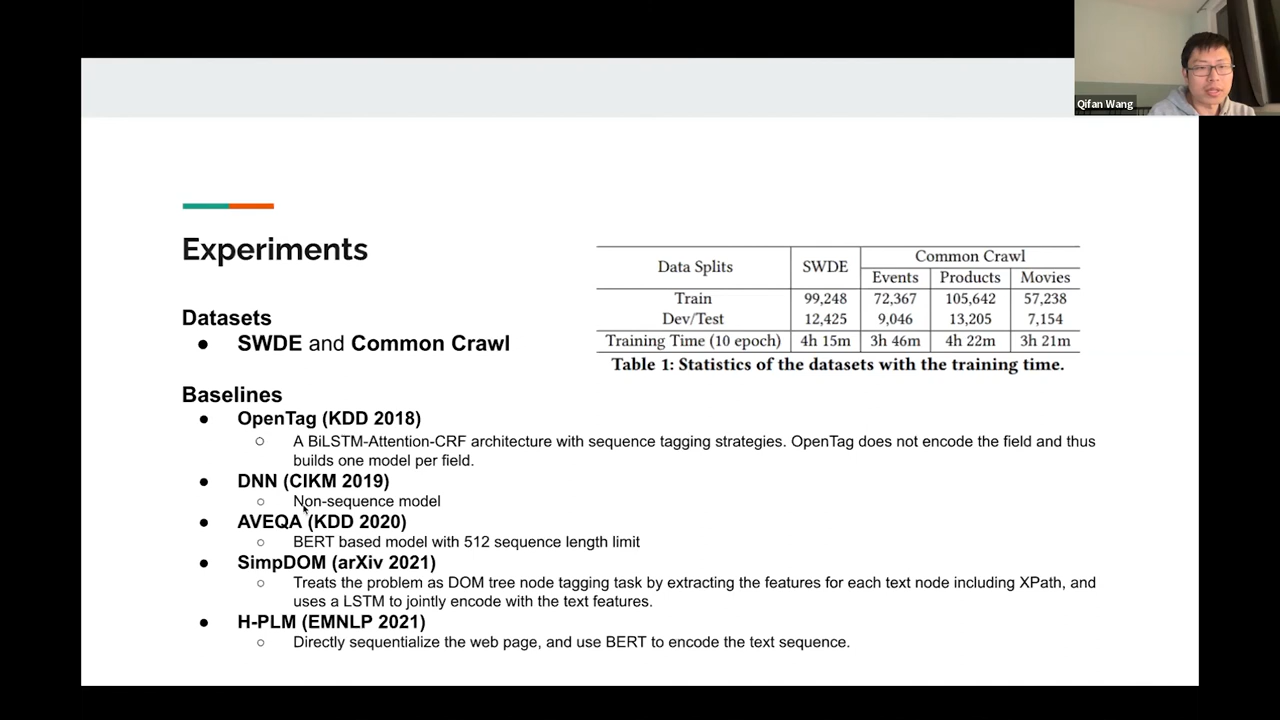 Qifan Wang
Experiments
Datasets
● SWDE and Common Crawl
Data Splits SWDE Common Crawl
Events Products Movies
Train 99,248 72,367 105,642 57,238
Dev/Test 12,425 9,046 13,205 7,154
Training Time (10 epoch) 4h 15m 3h 46m 4h 22m 3h 21m
Table 1: Statistics of the datasets with the training time.
Baselines
● OpenTag (KDD 2018)
○ A BiLSTM-Attention-CRF architecture with sequence tagging strategies. OpenTag does not encode the field and thus
builds one model per field.
● DNN (CIKM 2019)
○ Non-sequence model
● AVEQA (KDD 2020)
○ BERT based model with 512 sequence length limit
● SimpDOM (arXiv 2021)
○ Treats the problem as DOM tree node tagging task by extracting the features for each text node including XPath, and
uses a LSTM to jointly encode with the text features.
● H-PLM (EMNLP 2021)
○ Directly sequentialize the web page, and use BERT to encode the text sequence.